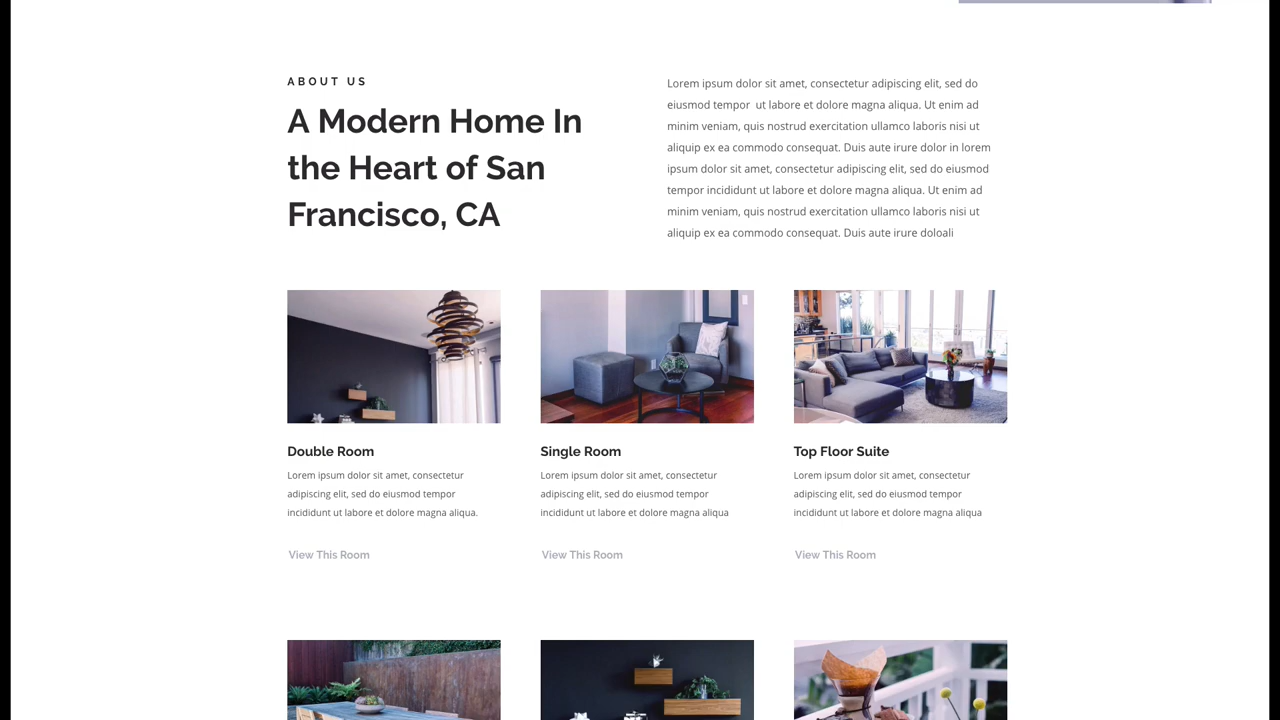 ABOUT US
A Modern Home In
the Heart of San
Francisco, CA
Lorem ipsum dolor sit amet, consectetur adipiscing elit, sed do
eiusmod tempor  ut labore et dolore magna aliqua. Ut enim ad
minim veniam, quis nostrud exercitation ullamco laboris nisi ut
aliquip ex ea commodo consequat. Duis aute irure dolor in lorem
ipsum dolor sit amet, consectetur adipiscing elit, sed do eiusmod
tempor incididunt ut labore et dolore magna aliqua. Ut enim ad
minim veniam, quis nostrud exercitation ullamco laboris nisi ut
aliquip ex ea commodo consequat. Duis aute irure doloali
Double Room
Lorem ipsum dolor sit amet, consectetur
adipiscing elit, sed do eiusmod tempor
incididunt ut labore et dolore magna aliqua.
View This Room
Single Room
Lorem ipsum dolor sit amet, consectetur
adipiscing elit, sed do eiusmod tempor
incididunt ut labore et dolore magna aliqua
View This Room
Top Floor Suite
Lorem ipsum dolor sit amet, consectetur
adipiscing elit, sed do eiusmod tempor
incididunt ut labore et dolore magna aliqua
View This Room